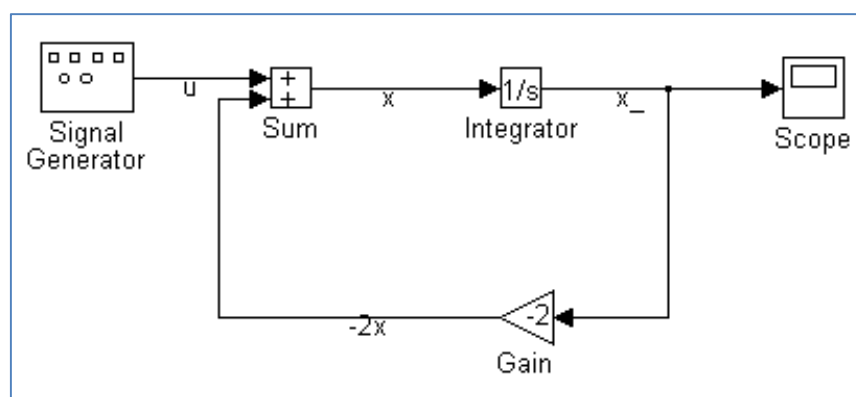 Signal
Generator
u
+
+
Sum
x
1/s
Integrator
x_
Scope
-2x
-2
Gain